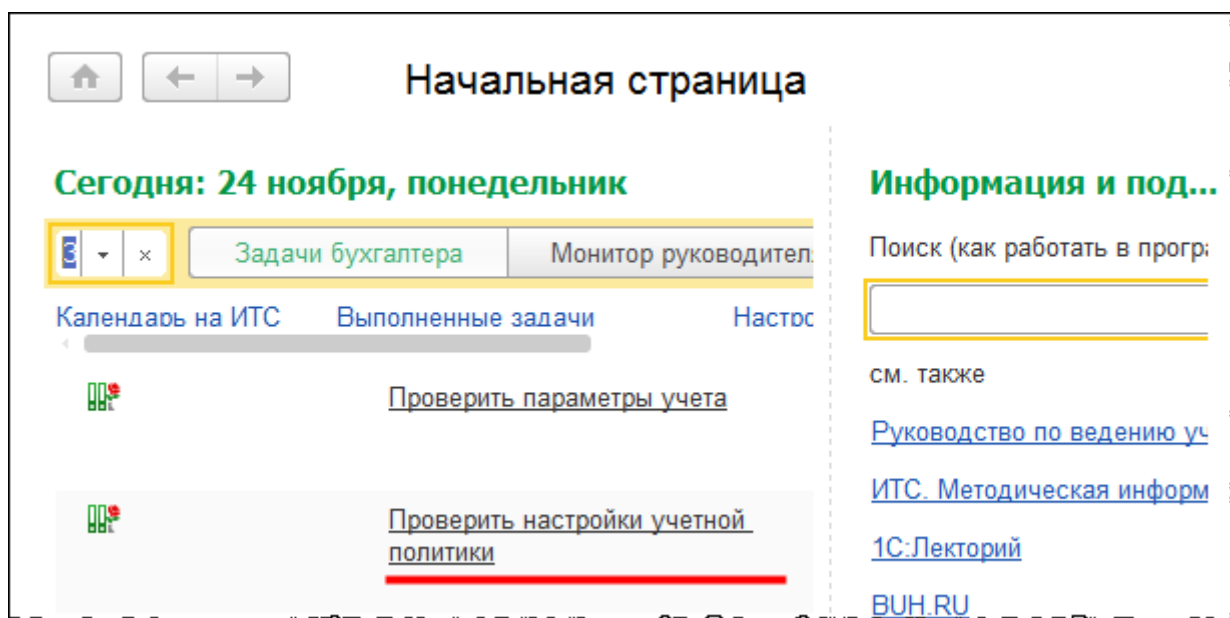 Начальная страница
Сегодня: 24 ноября, понедельник
З
Задачи бухгалтера
Монитор руководител
Календарь на ИТС
Выполненные задачи
Настро
Проверить параметры учета
Проверить настройки учетной
политики
Информация и под...
Поиск (как работать в програ
см. также
Руководство по ведению уч
ИТС. Методическая информ
1С:Лекторий
BUH.RU